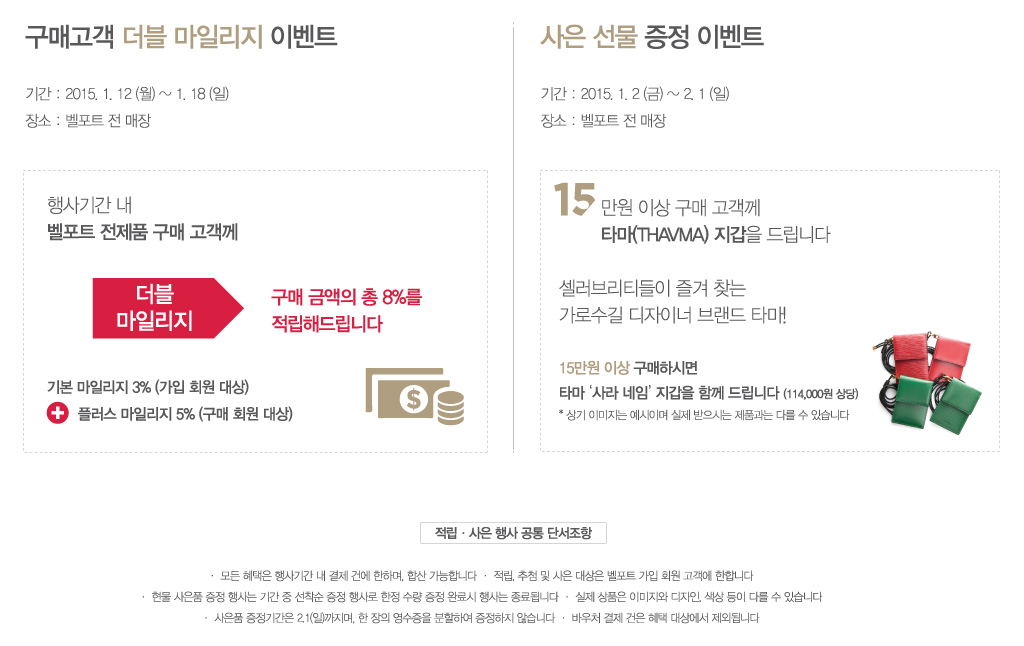 구매고객 더블 마일리지 이벤트
기간 : 2015. 1. 12 (월) ~ 1. 18 (일)
장소 : 벨포트 전 매장
행사기간 내
벨포트 전제품 구매 고객께
더블
마일리지
구매 금액의 총 8%를
적립해드립니다
기본 마일리지 3% (가입 회원 대상)
+ 플러스 마일리지 5% (구매 회원 대상)
$
사은 선물 증정 이벤트
기간 : 2015. 1. 2 (금) ~ 2. 1 (일)
장소 : 벨포트 전 매장
15 만원 이상 구매 고객께
타마(THAVMA) 지갑을 드립니다
셀러브리티들이 즐겨 찾는
가로수길 디자이너 브랜드 타마!
15만원 이상 구매하시면
타마 ‘사라 네임’ 지갑을 함께 드립니다 (114,000원 상당)
* 상기 이미지는 예시이며 실제 받으시는 제품과는 다를 수 있습니다
적립 · 사은 행사 공통 단서조항
· 모든 혜택은 행사기간 내 결제 건에 한하며, 합산 가능합니다 · 적립, 추첨 및 사은 대상은 벨포트 가입 회원 고객에 한합니다
· 현물 사은품 증정 행사는 기간 중 선착순 증정 행사로 한정 수량 증정 완료시 행사는 종료됩니다 · 실제 상품은 이미지와 디자인, 색상 등이 다를 수 있습니다
· 사은품 증정기간은 2.1(일)까지며, 한 장의 영수증을 분할하여 증정하지 않습니다 · 바우처 결제 건은 혜택 대상에서 제외됩니다